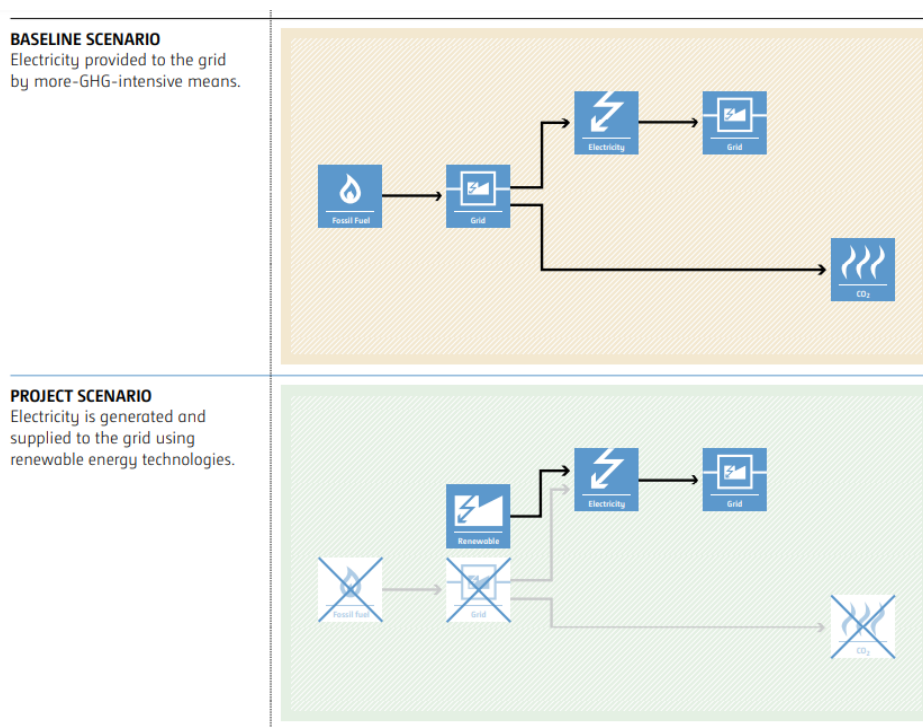 BASELINE SCENARIO
Electricity provided to the grid
by more-GHG-intensive means.
Electricity
Grid
Fossil Fuel
Grid
CO₂
PROJECT SCENARIO
Electricity is generated and
supplied to the grid using
renewable energy technologies.
Electricity
Grid
Renewable
Fossil fuel
Grid
CO₂